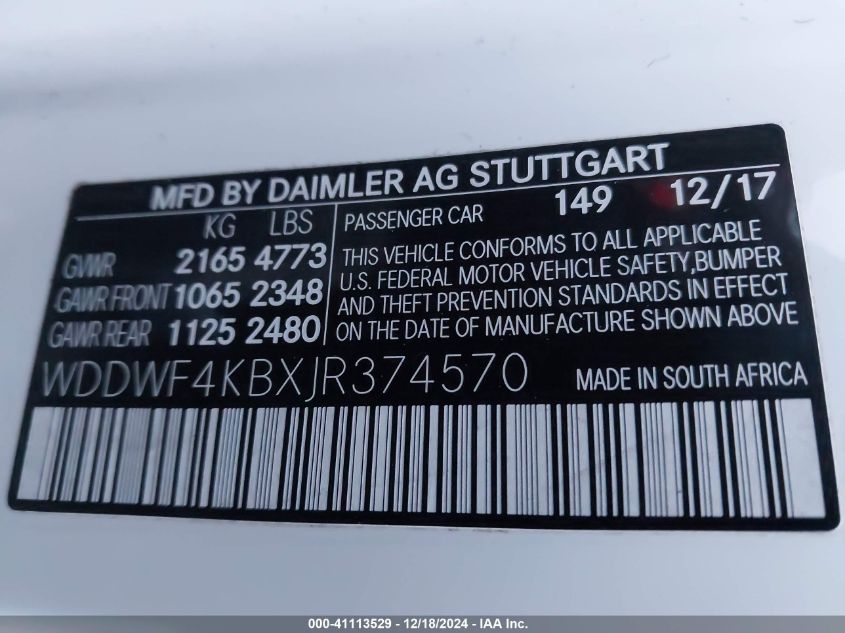 MFD BY DAIMLER AG STUTTGART
KG LBS
GVWR 2165 4773
GAWR FRONT 1065 2348
GAWR REAR 1125 2480
PASSENGER CAR 149 12/17
THIS VEHICLE CONFORMS TO ALL APPLICABLE
U.S. FEDERAL MOTOR VEHICLE SAFETY,BUMPER
AND THEFT PREVENTION STANDARDS IN EFFECT
ON THE DATE OF MANUFACTURE SHOWN ABOVE
WDDWF4KBXJR374570 MADE IN SOUTH AFRICA
000-41113529 - 12/18/2024 - IAA Inc.